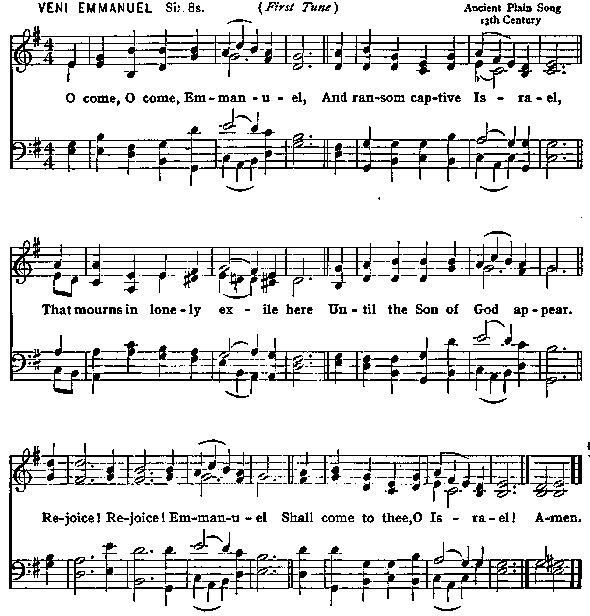 VENI EMMANUEL Six 8s. (First Tune) Ancient Plain Song
13th Century
O come, O come, Em-man-u-el, And ran-som cap-tive Is-ra-el,
That mourns in lone-ly ex-ile here Un-til the Son of God ap-pear.
Re-joice! Re-joice! Em-man-u-el Shall come to thee, O Is-ra-el! A-men.